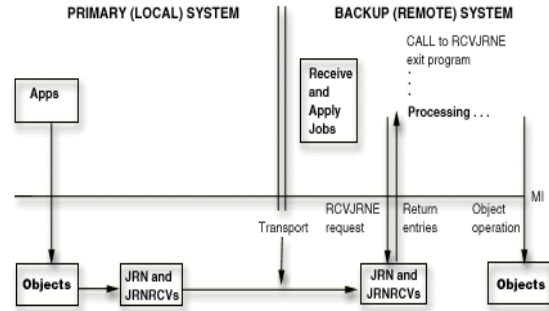 PRIMARY (LOCAL) SYSTEM
BACKUP (REMOTE) SYSTEM
CALL to RCVJRNE
exit program
.
.
.
Processing . . .
Receive
and
Apply
Jobs
Apps
MI
RCVJRNE
request
Return
entries
Object
operation
Transport
Objects
JRN and
JRNRCVs
JRN and
JRNRCVs
Objects